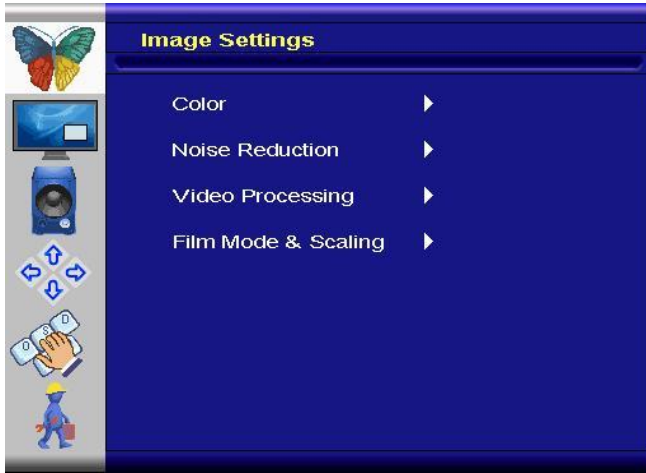 Image Settings
Color
Noise Reduction
Video Processing
Film Mode & Scaling
O S D